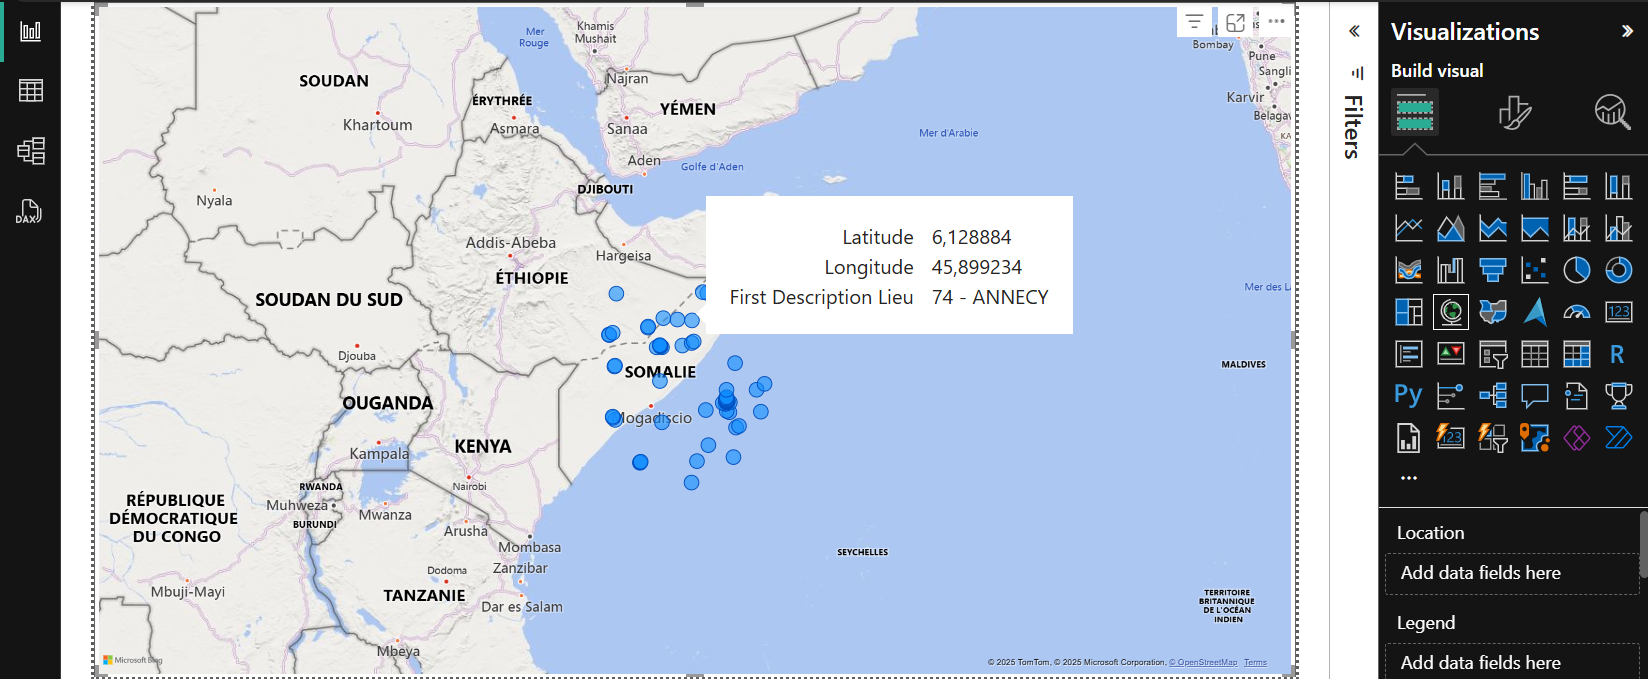 Visualizations
Build visual
Filters
Location
Add data fields here
Legend
Add data fields here
DAX
123
R
Py
123
Latitude 6,128884
Longitude 45,899234
First Description Lieu 74 - ANNECY
Khamis
Mushait
Mer
Rouge
Najran
SOUDAN
ÉRYTHRÉE
YÉMEN
Khartoum
Asmara
Sanaa
Mer d'Arabie
Aden
Golfe d'Aden
DJIBOUTI
Nyala
Addis-Abeba
Hargeisa
ÉTHIOPIE
SOUDAN DU SUD
Djouba
SOMALIE
MALDIVES
OUGANDA
Mogadiscio
KENYA
Kampala
RWANDA
Nairobi
RÉPUBLIQUE
DÉMOCRATIQUE
DU CONGO
Muhweza
BURUNDI
Mwanza
Arusha
Mombasa
SEYCHELLES
Dodoma
Zanzibar
Mbuji-Mayi
TANZANIE
Dar es Salam
TERRITOIRE
BRITANNIQUE
DE L'OCÉAN
INDIEN
Mbeya
Bombay
Pune
Sangli
Karvir
Belaga
Mer des L
Microsoft Bing
© 2025 TomTom, © 2025 Microsoft Corporation, © OpenStreetMap Terms